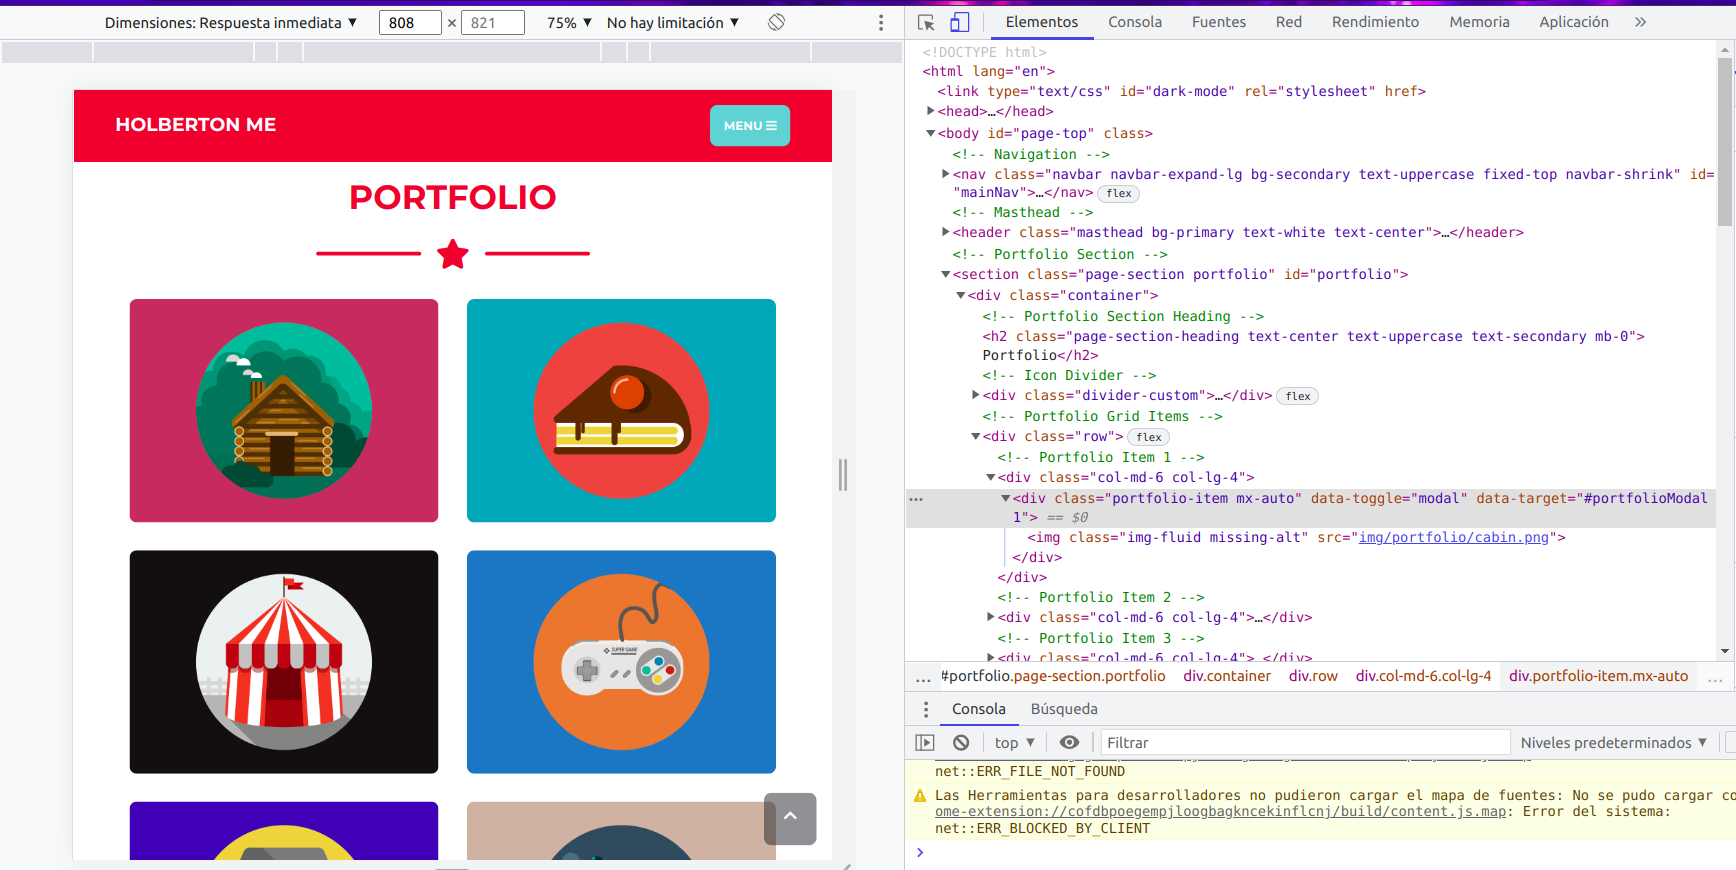 Dimensiones: Respuesta inmediata ▼ 808 × 821 75% ▼ No hay limitación ▼
HOLBERTON ME
MENU
PORTFOLIO
SUPER GAME
Elementos Consola Fuentes Red Rendimiento Memoria Aplicación »
<!DOCTYPE html>
<html lang="en">
<link type="text/css" id="dark-mode" rel="stylesheet" href>
▶<head>…</head>
▼<body id="page-top" class>
<!-- Navigation -->
▶<nav class="navbar navbar-expand-lg bg-secondary text-uppercase fixed-top navbar-shrink" id=
"mainNav">…</nav> flex
<!-- Masthead -->
▶<header class="masthead bg-primary text-white text-center">…</header>
<!-- Portfolio Section -->
▼<section class="page-section portfolio" id="portfolio">
▼<div class="container">
<!-- Portfolio Section Heading -->
<h2 class="page-section-heading text-center text-uppercase text-secondary mb-0">
Portfolio</h2>
<!-- Icon Divider -->
▶<div class="divider-custom">…</div> flex
<!-- Portfolio Grid Items -->
▼<div class="row"> flex
<!-- Portfolio Item 1 -->
▼<div class="col-md-6 col-lg-4">
… ▼<div class="portfolio-item mx-auto" data-toggle="modal" data-target="#portfolioModal
1"> == $0
<img class="img-fluid missing-alt" src="img/portfolio/cabin.png">
</div>
</div>
<!-- Portfolio Item 2 -->
▶<div class="col-md-6 col-lg-4">…</div>
<!-- Portfolio Item 3 -->
▶<div class="col-md-6 col-lg-4">…</div>
… #portfolio.page-section.portfolio div.container div.row div.col-md-6.col-lg-4 div.portfolio-item.mx-auto …
Consola Búsqueda
top ▼ Filtrar Niveles predeterminados ▼
net::ERR_FILE_NOT_FOUND
Las Herramientas para desarrolladores no pudieron cargar el mapa de fuentes: No se pudo cargar co
ome-extension://cofdbpoegempjloogbagkncekinflcnj/build/content.js.map: Error del sistema:
net::ERR_BLOCKED_BY_CLIENT